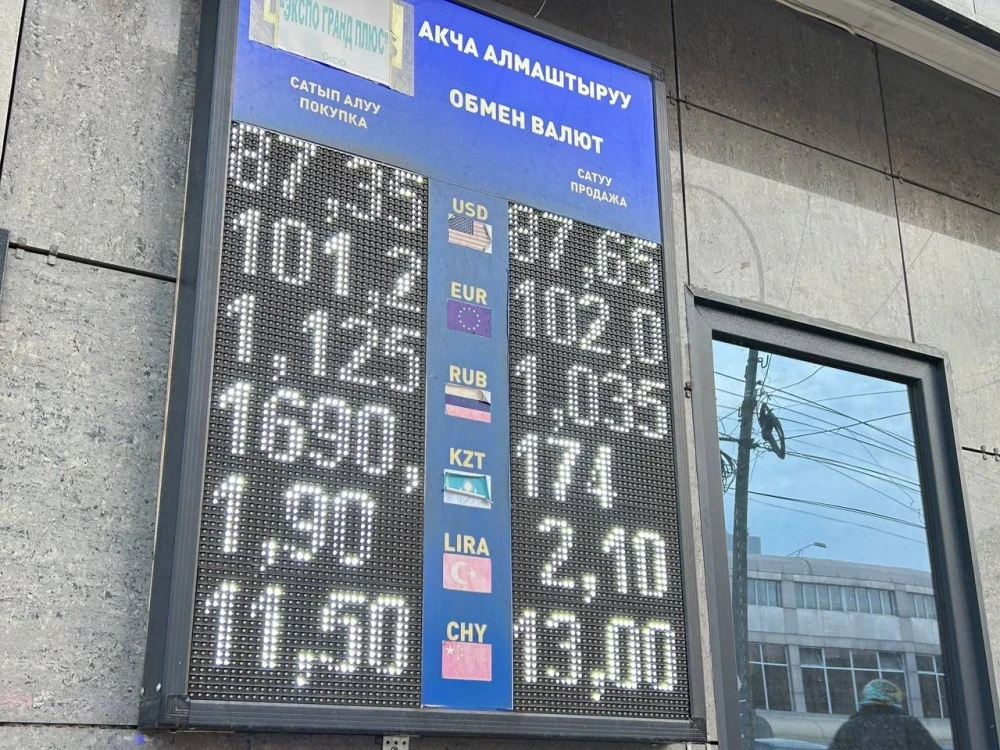 "ЭКСПО ГРАНД ПЛЮС"
9:00
АКЧА АЛМАШТЫРУУ
ОБМЕН ВАЛЮТ
САТЫП АЛУУ
ПОКУПКА
САТУУ
ПРОДАЖА
87,35 USD 87,65
101,2 EUR 102,0
1,125 RUB 1,035
1690, KZT 174
1,90 LIRA 2,10
11,50 CHY 13,00